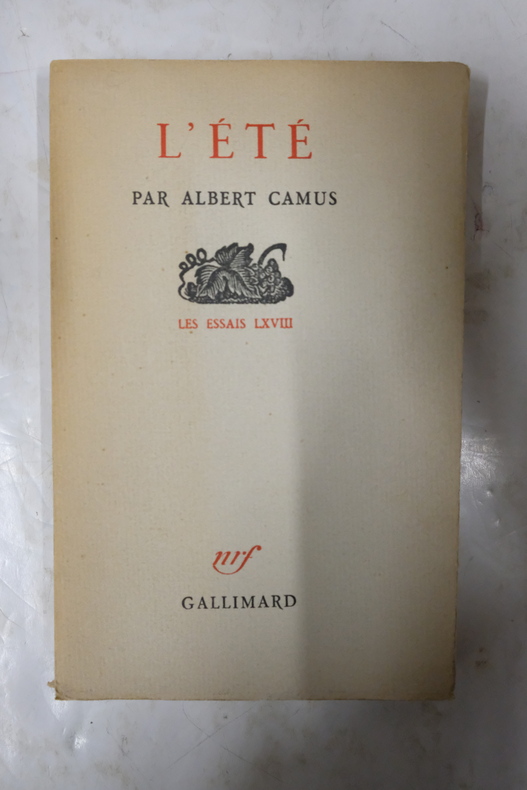 L'ÉTÉ
PAR ALBERT CAMUS
LES ESSAIS LXVIII
nrf
GALLIMARD